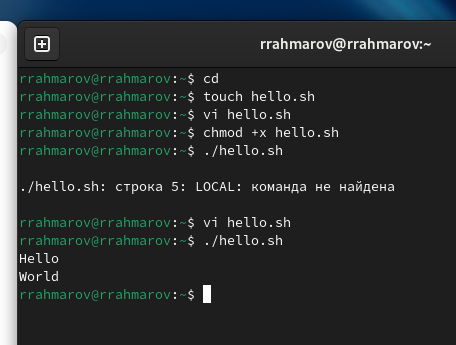 rrahmarov@rrahmarov:~
rrahmarov@rrahmarov:~$ cd
rrahmarov@rrahmarov:~$ touch hello.sh
rrahmarov@rrahmarov:~$ vi hello.sh
rrahmarov@rrahmarov:~$ chmod +x hello.sh
rrahmarov@rrahmarov:~$ ./hello.sh
./hello.sh: строка 5: LOCAL: команда не найдена
rrahmarov@rrahmarov:~$ vi hello.sh
rrahmarov@rrahmarov:~$ ./hello.sh
Hello
World
rrahmarov@rrahmarov:~$